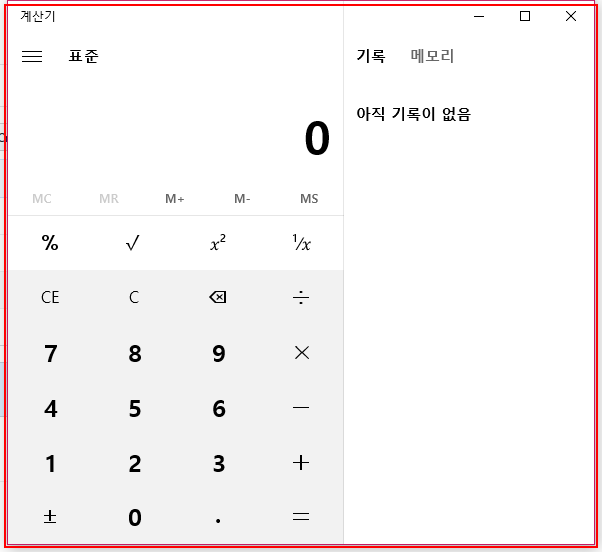 계산기
표준
기록 메모리
아직 기록이 없음
0
MC MR M+ M- MS
% √ x² ¹/x
CE C ÷
7 8 9 ×
4 5 6 −
1 2 3 +
± 0 . =